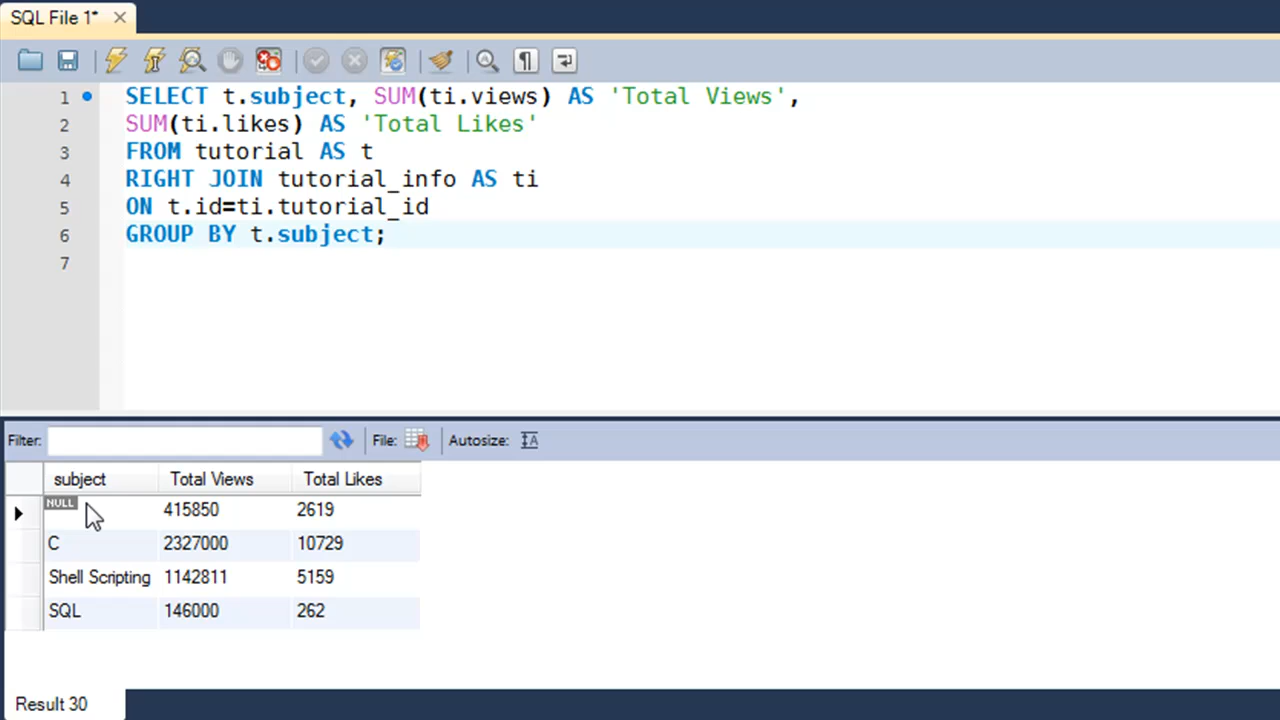 SQL File 1*
1 SELECT t.subject, SUM(ti.views) AS 'Total Views',
2 SUM(ti.likes) AS 'Total Likes'
3 FROM tutorial AS t
4 RIGHT JOIN tutorial_info AS ti
5 ON t.id=ti.tutorial_id
6 GROUP BY t.subject;
7
Filter: File: Autosize:
subject Total Views Total Likes
NULL 415850 2619
C 2327000 10729
Shell Scripting 1142811 5159
SQL 146000 262
Result 30